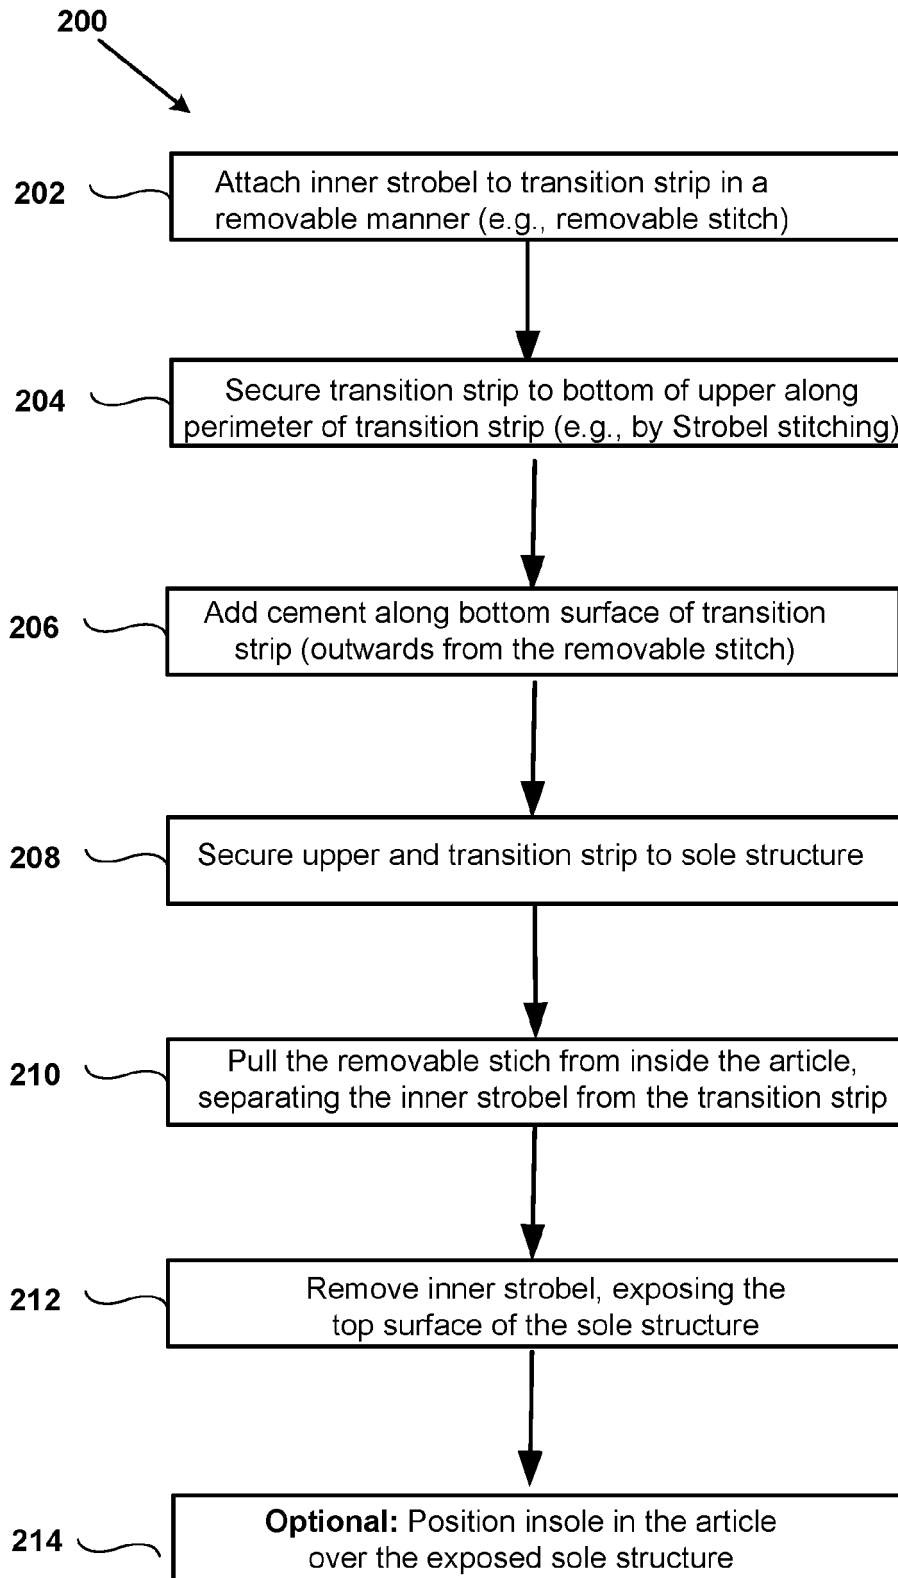 200
202
Attach inner strobel to transition strip in a
removable manner (e.g., removable stitch)
204
Secure transition strip to bottom of upper along
perimeter of transition strip (e.g., by Strobel stitching)
206
Add cement along bottom surface of transition
strip (outwards from the removable stitch)
208
Secure upper and transition strip to sole structure
210
Pull the removable stich from inside the article,
separating the inner strobel from the transition strip
212
Remove inner strobel, exposing the
top surface of the sole structure
214
Optional: Position insole in the article
over the exposed sole structure